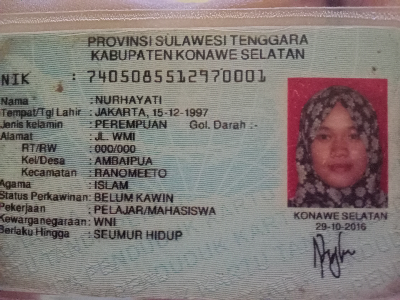 PROVINSI SULAWESI TENGGARA
KABUPATEN KONAWE SELATAN
NIK : 7405085512970001
Nama : NURHAYATI
Tempat/Tgl Lahir : JAKARTA, 15-12-1997
Jenis kelamin : PEREMPUAN Gol. Darah :-
Alamat : JL. WMI
RT/RW : 000/000
Kel/Desa : AMBAIPUA
Kecamatan : RANOMEETO
Agama : ISLAM
Status Perkawinan: BELUM KAWIN
Pekerjaan : PELAJAR/MAHASISWA
Kewarganegaraan: WNI
Berlaku Hingga : SEUMUR HIDUP
KONAWE SELATAN
29-10-2016